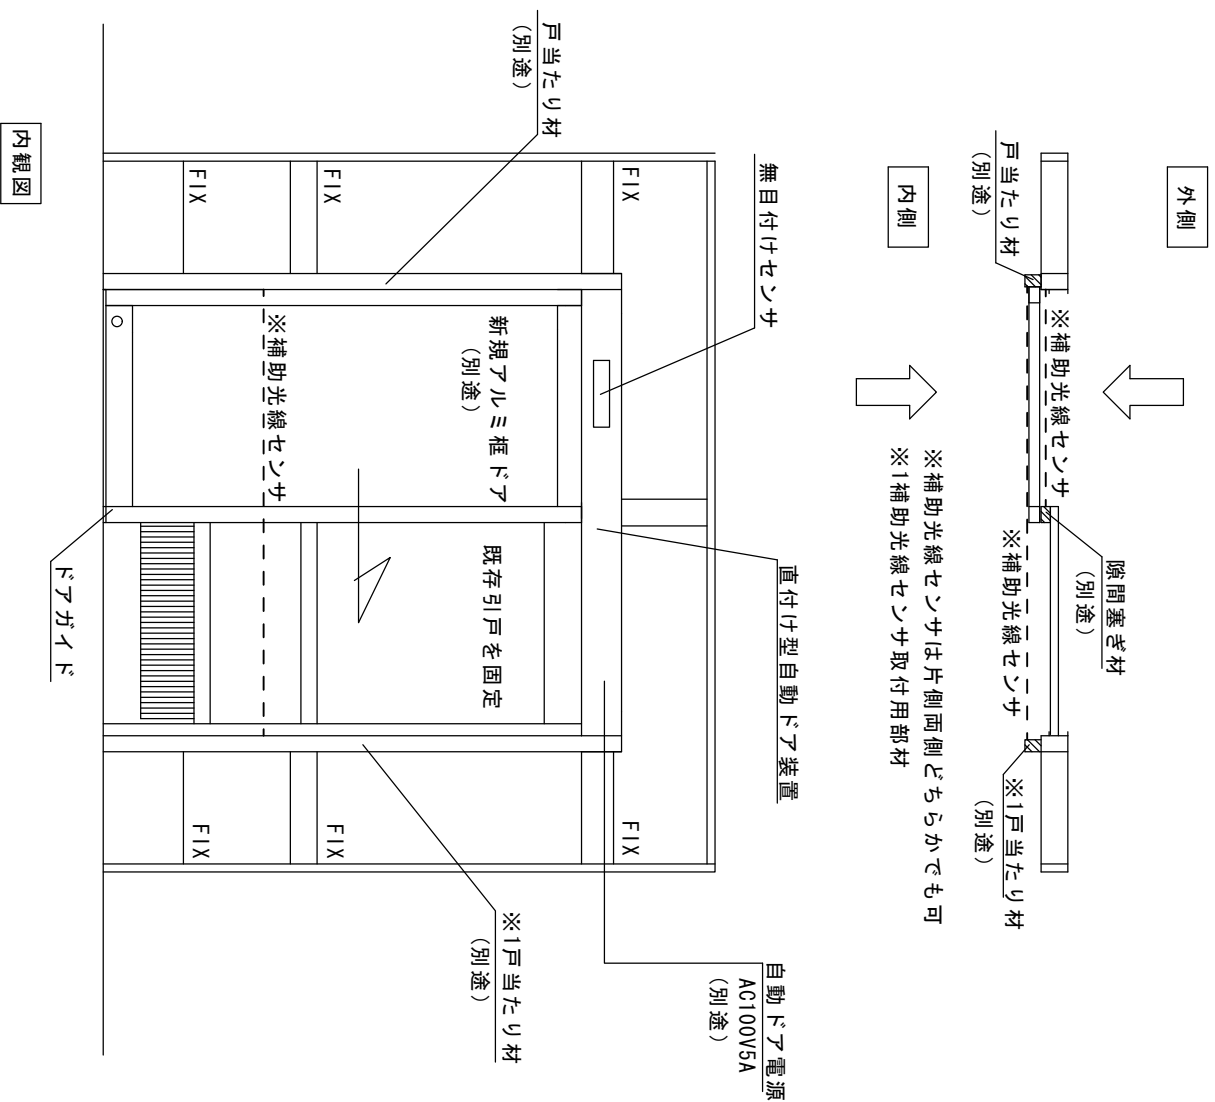 外側
戸当たり材
(別途)
※補助光線センサ
隙間塞ぎ材
(別途)
※補助光線センサ
※1戸当たり材
(別途)
内側
※補助光線センサは片側両側どちらかでも可
※1補助光線センサ取付用部材
無目付けセンサ
直付け型自動ドア装置
自動ドア電源
AC100V5A
(別途)
戸当たり材
(別途)
FIX
FIX
新規アルミ框ドア
(別途)
既存引戸を固定
※1戸当たり材
(別途)
FIX
FIX
※補助光線センサ
FIX
FIX
ドアガイド
内観図